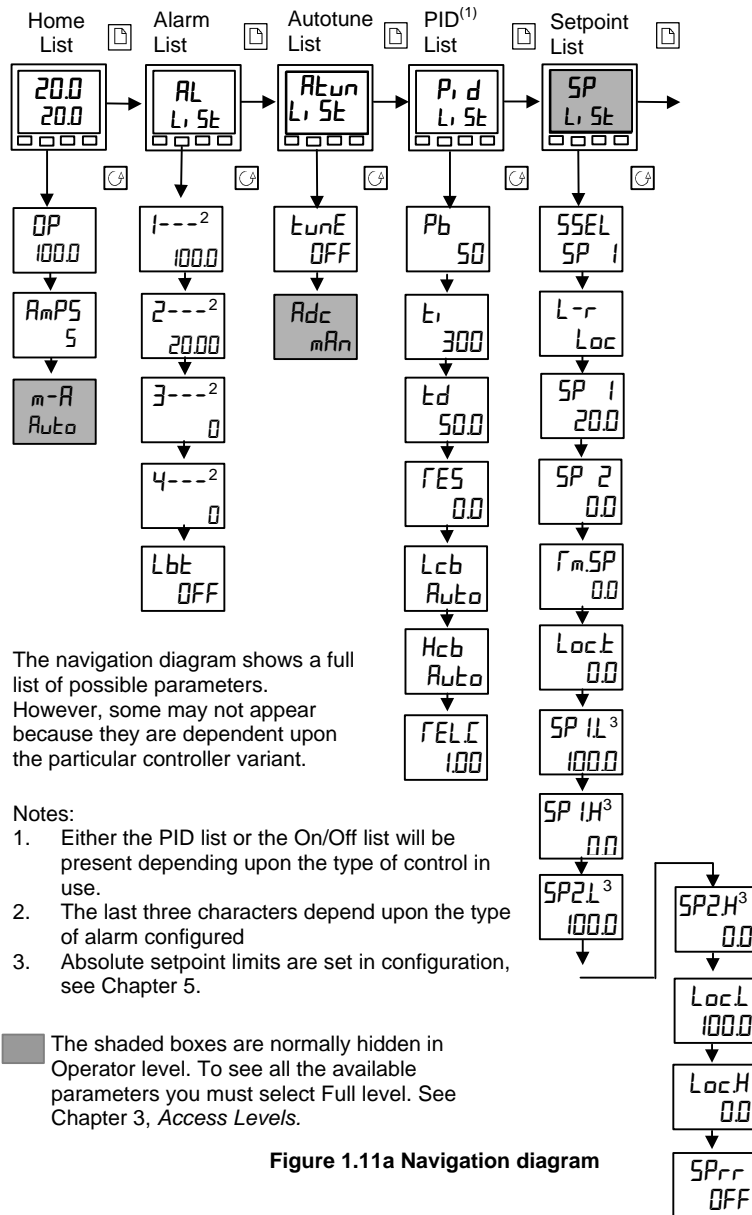 Home List
Alarm List
Autotune List
PID(1) List
Setpoint List
20.0
20.0
AL
LiSt
Atun
LiSt
Pid
LiSt
SP
LiSt
OP
100.0
AmPS
5
m-A
Auto
1---2
100.0
2---2
20.00
3---2
0
4---2
0
Lbt
OFF
tunE
OFF
Adc
mAn
Pb
50
ti
300
td
50.0
rES
0.0
Lcb
Auto
Hcb
Auto
rEL.C
1.00
SSEL
SP 1
L-r
Loc
SP 1
20.0
SP 2
0.0
rm.SP
0.0
Loc.t
0.0
SP 1.L3
100.0
SP 1.H3
0.0
SP2.L3
100.0
SP2.H3
0.0
Loc.L
100.0
Loc.H
0.0
SPrr
OFF
The navigation diagram shows a full
list of possible parameters.
However, some may not appear
because they are dependent upon
the particular controller variant.
Notes:
1. Either the PID list or the On/Off list will be
present depending upon the type of control in
use.
2. The last three characters depend upon the type
of alarm configured
3. Absolute setpoint limits are set in configuration,
see Chapter 5.
The shaded boxes are normally hidden in
Operator level. To see all the available
parameters you must select Full level. See
Chapter 3, Access Levels.
Figure 1.11a Navigation diagram